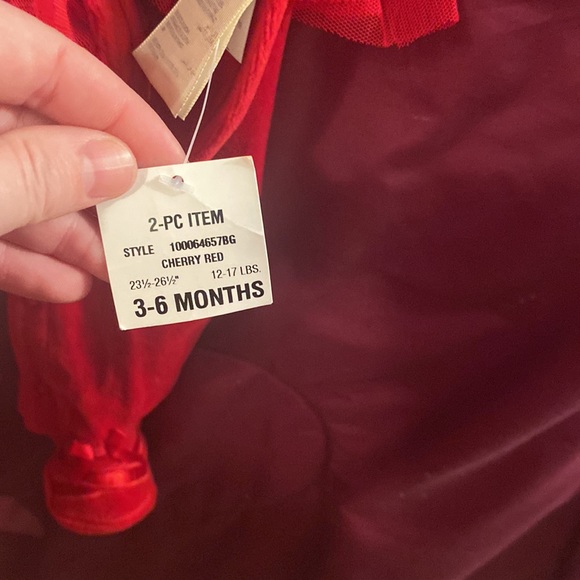 2-PC ITEM
STYLE 100064657BG
CHERRY RED
23½-26½" 12-17 LBS.
3-6 MONTHS